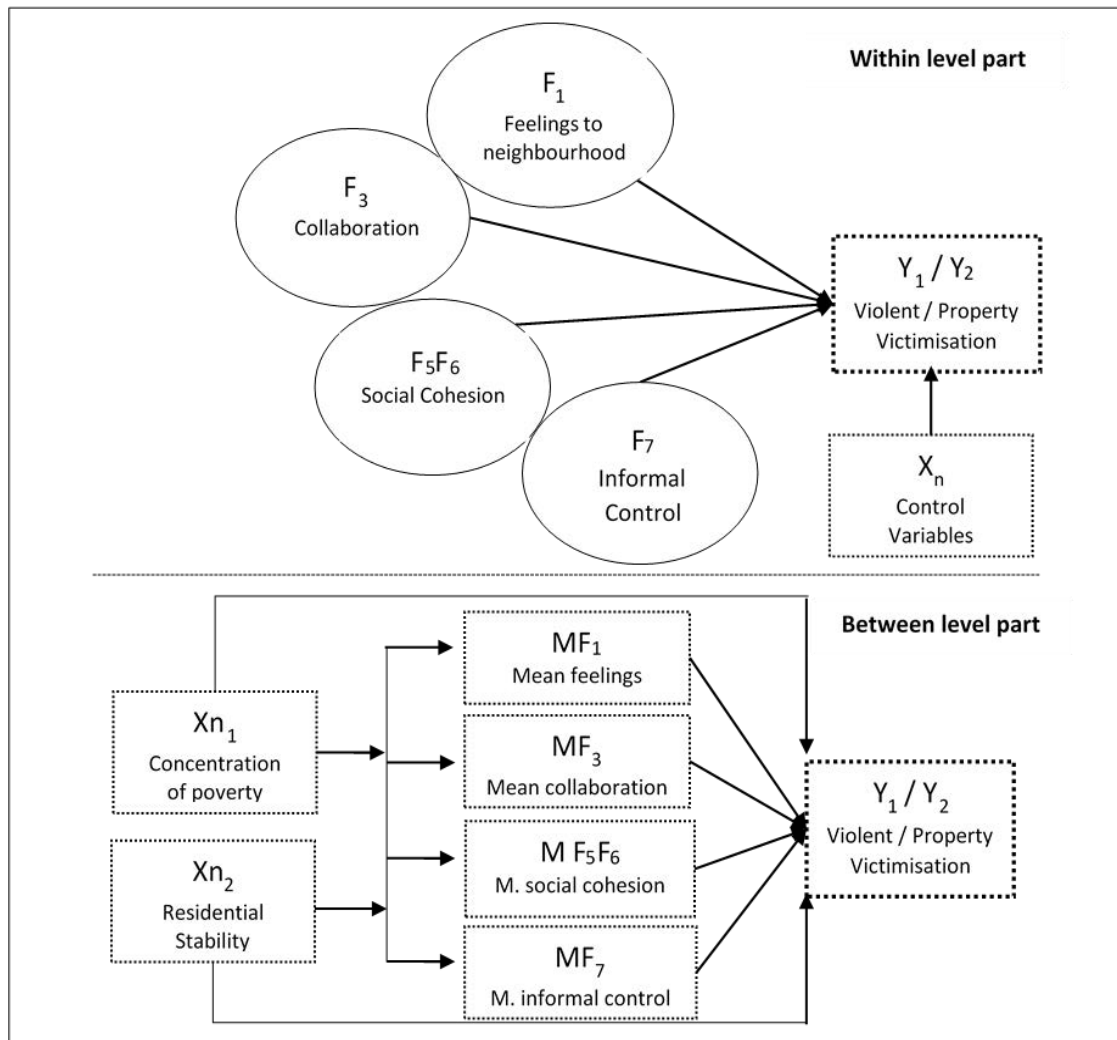 Within level part
F₁
Feelings to
neighbourhood
F₃
Collaboration
F₅F₆
Social Cohesion
F₇
Informal
Control
Y₁ / Y₂
Violent / Property
Victimisation
Xₙ
Control
Variables
Between level part
Xn₁
Concentration
of poverty
Xn₂
Residential
Stability
MF₁
Mean feelings
MF₃
Mean collaboration
M F₅F₆
M. social cohesion
MF₇
M. informal control
Y₁ / Y₂
Violent / Property
Victimisation